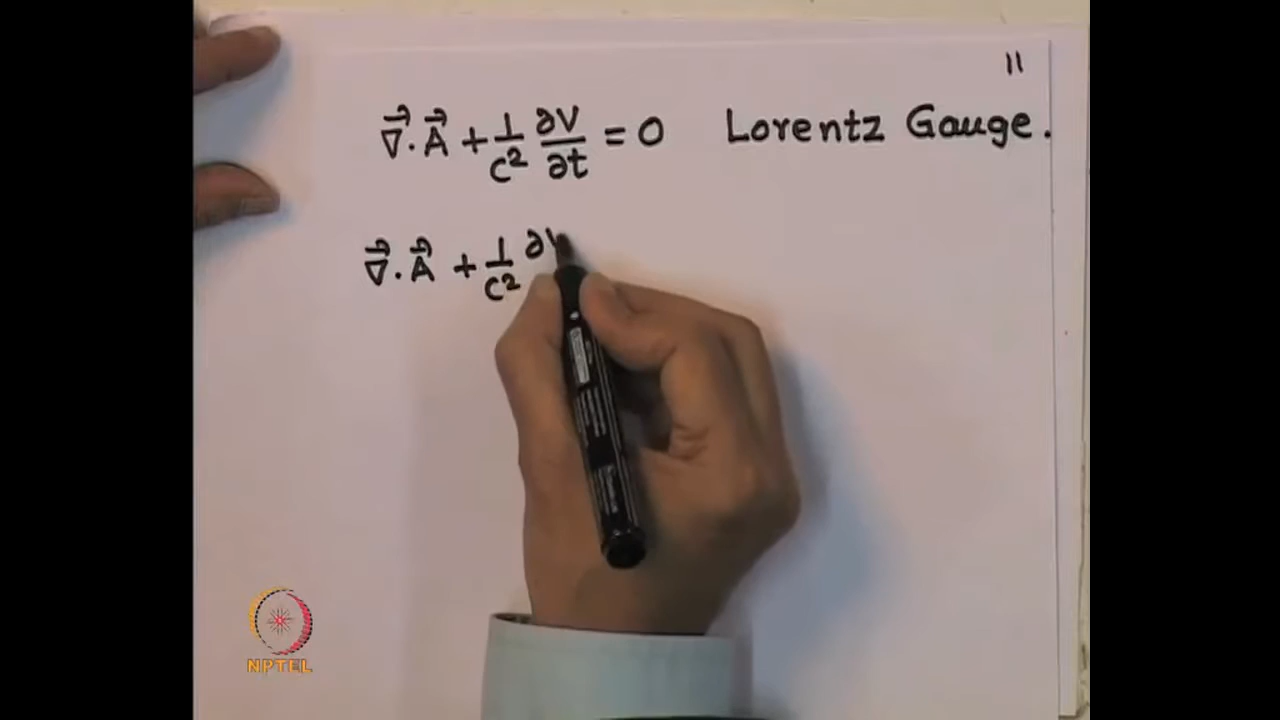 11
∇⃗.A⃗ + 1/c² ∂V/∂t = 0 Lorentz Gauge.
∇⃗.A⃗ + 1/c² ∂V
NPTEL